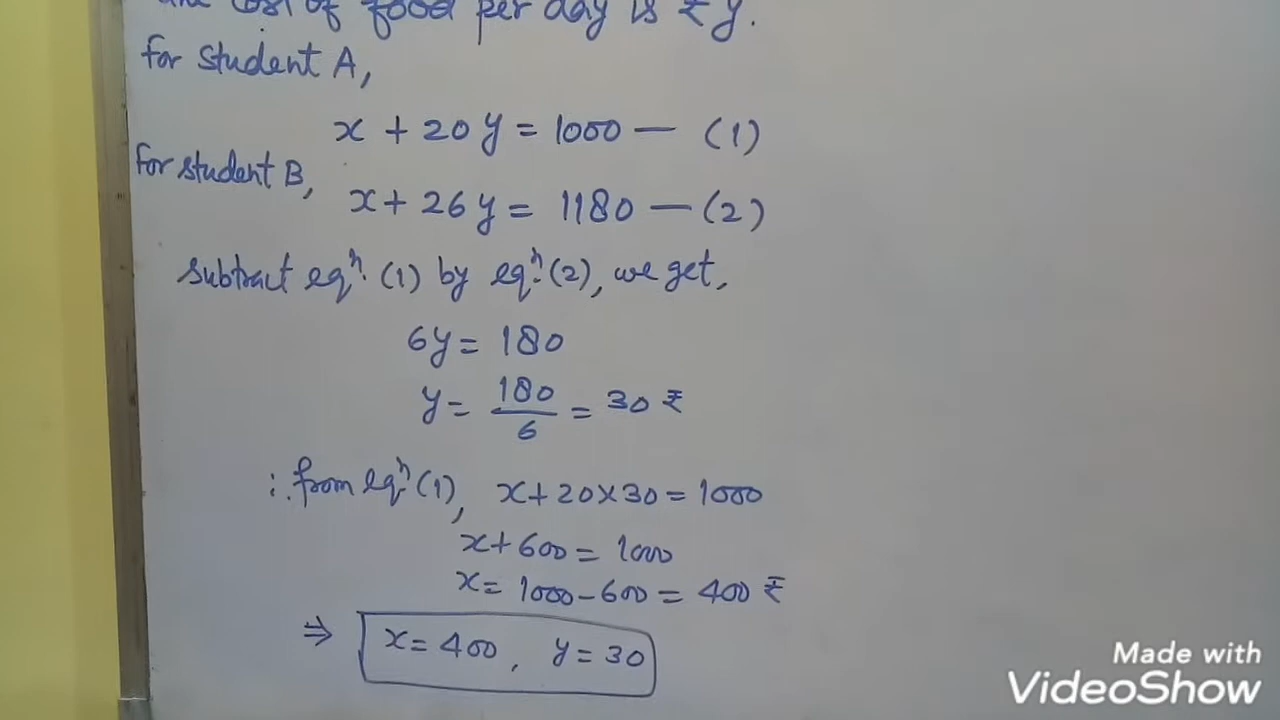 cost of food per day is ₹ y.
for student A,
x + 20 y = 1000 — (1)
for student B,
x + 26 y = 1180 — (2)
subtract eqⁿ. (1) by eqⁿ. (2), we get,
6y = 180
y = 180/6 = 30 ₹
∴ from eqⁿ (1), x + 20 × 30 = 1000
x + 600 = 1000
x = 1000 – 600 = 400 ₹
⇒ x = 400 , y = 30
Made with
VideoShow